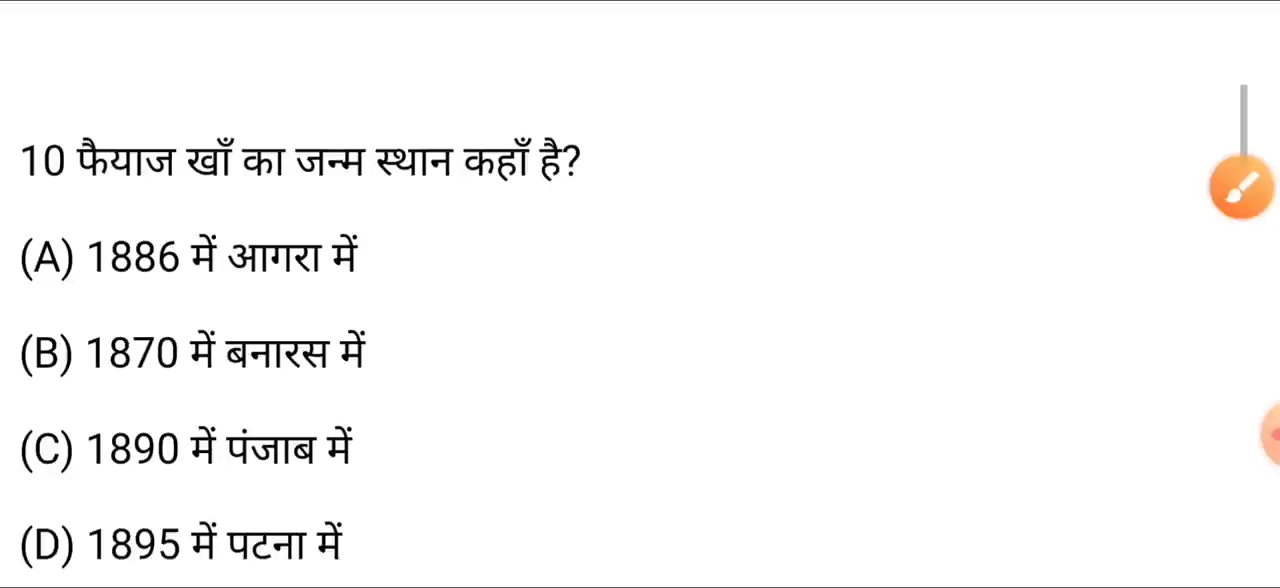 10 फैयाज खाँ का जन्म स्थान कहाँ है?
(A) 1886 में आगरा में
(B) 1870 में बनारस में
(C) 1890 में पंजाब में
(D) 1895 में पटना में